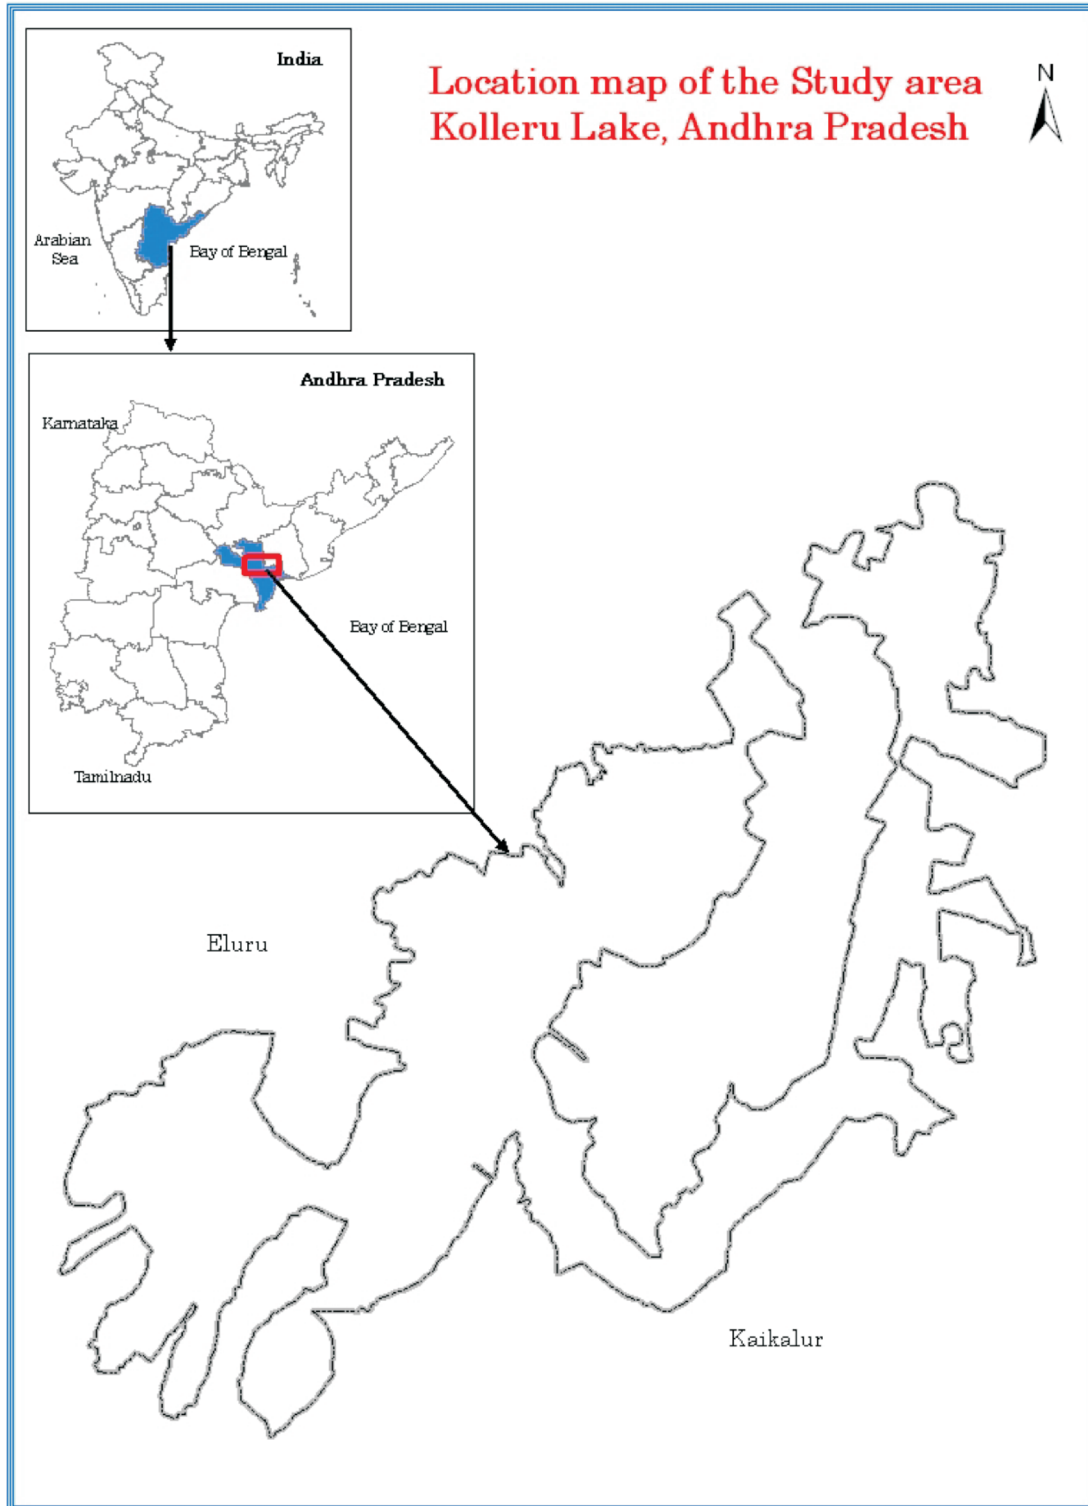 India
Location map of the Study area
Kolleru Lake, Andhra Pradesh
N
Arabian
Sea
Bay of Bengal
Andhra Pradesh
Karnataka
Bay of Bengal
Tamilnadu
Eluru
Kaikalur